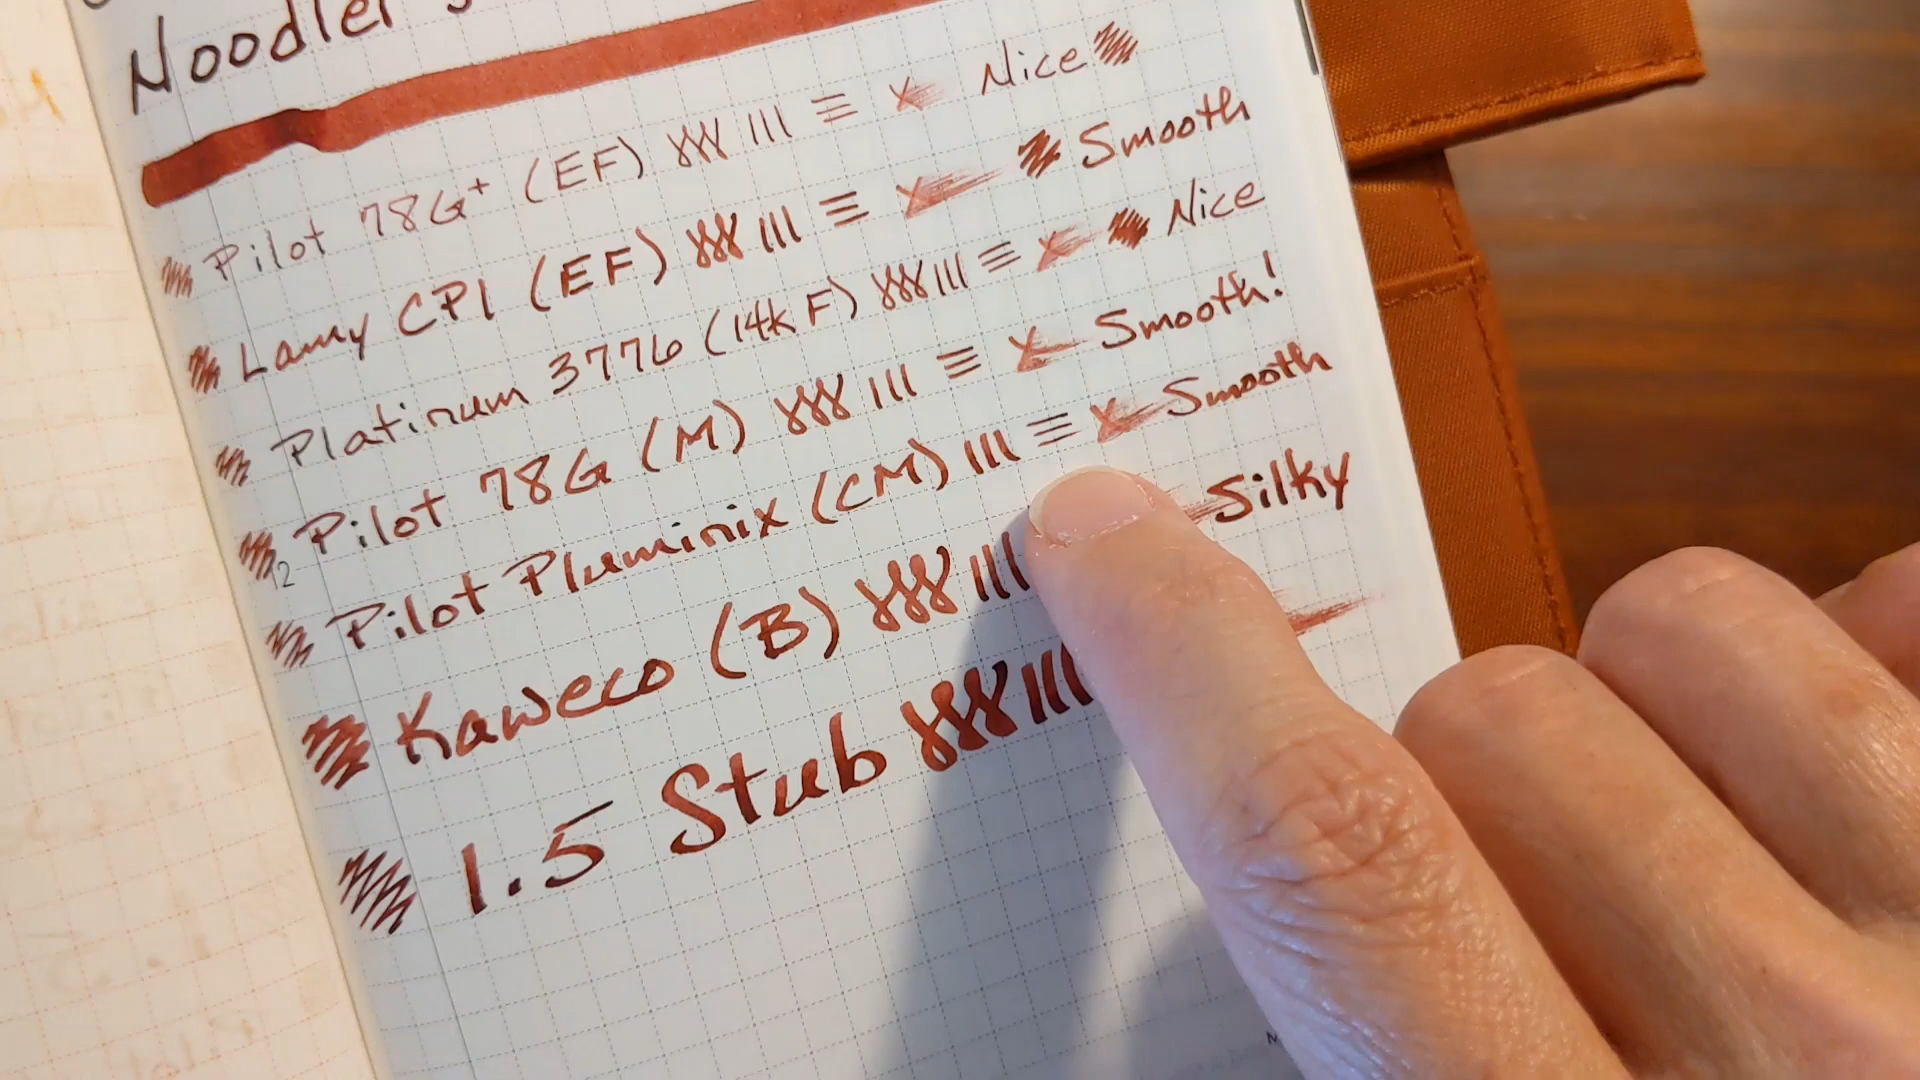 Noodler's
Pilot 78G+ (EF) Nice
Lamy CP1 (EF) Smooth
Platinum 3776 (14k F) Nice
Pilot 78G (M) Smooth!
12
Pilot Pluminix (CM) Smooth
Kaweco (B) Silky
1.5 Stub